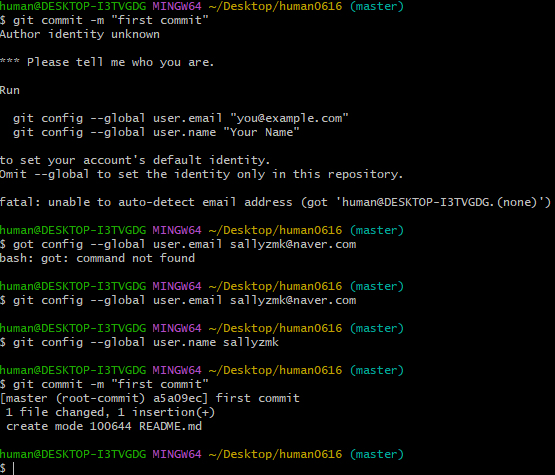 human@DESKTOP-I3TVGDG MINGW64 ~/Desktop/human0616 (master)
$ git commit -m "first commit"
Author identity unknown
*** Please tell me who you are.
Run
  git config --global user.email "you@example.com"
  git config --global user.name "Your Name"
to set your account's default identity.
Omit --global to set the identity only in this repository.
fatal: unable to auto-detect email address (got 'human@DESKTOP-I3TVGDG.(none)')
human@DESKTOP-I3TVGDG MINGW64 ~/Desktop/human0616 (master)
$ got config --global user.email sallyzmk@naver.com
bash: got: command not found
human@DESKTOP-I3TVGDG MINGW64 ~/Desktop/human0616 (master)
$ git config --global user.email sallyzmk@naver.com
human@DESKTOP-I3TVGDG MINGW64 ~/Desktop/human0616 (master)
$ git config --global user.name sallyzmk
human@DESKTOP-I3TVGDG MINGW64 ~/Desktop/human0616 (master)
$ git commit -m "first commit"
[master (root-commit) a5a09ec] first commit
 1 file changed, 1 insertion(+)
 create mode 100644 README.md
human@DESKTOP-I3TVGDG MINGW64 ~/Desktop/human0616 (master)
$